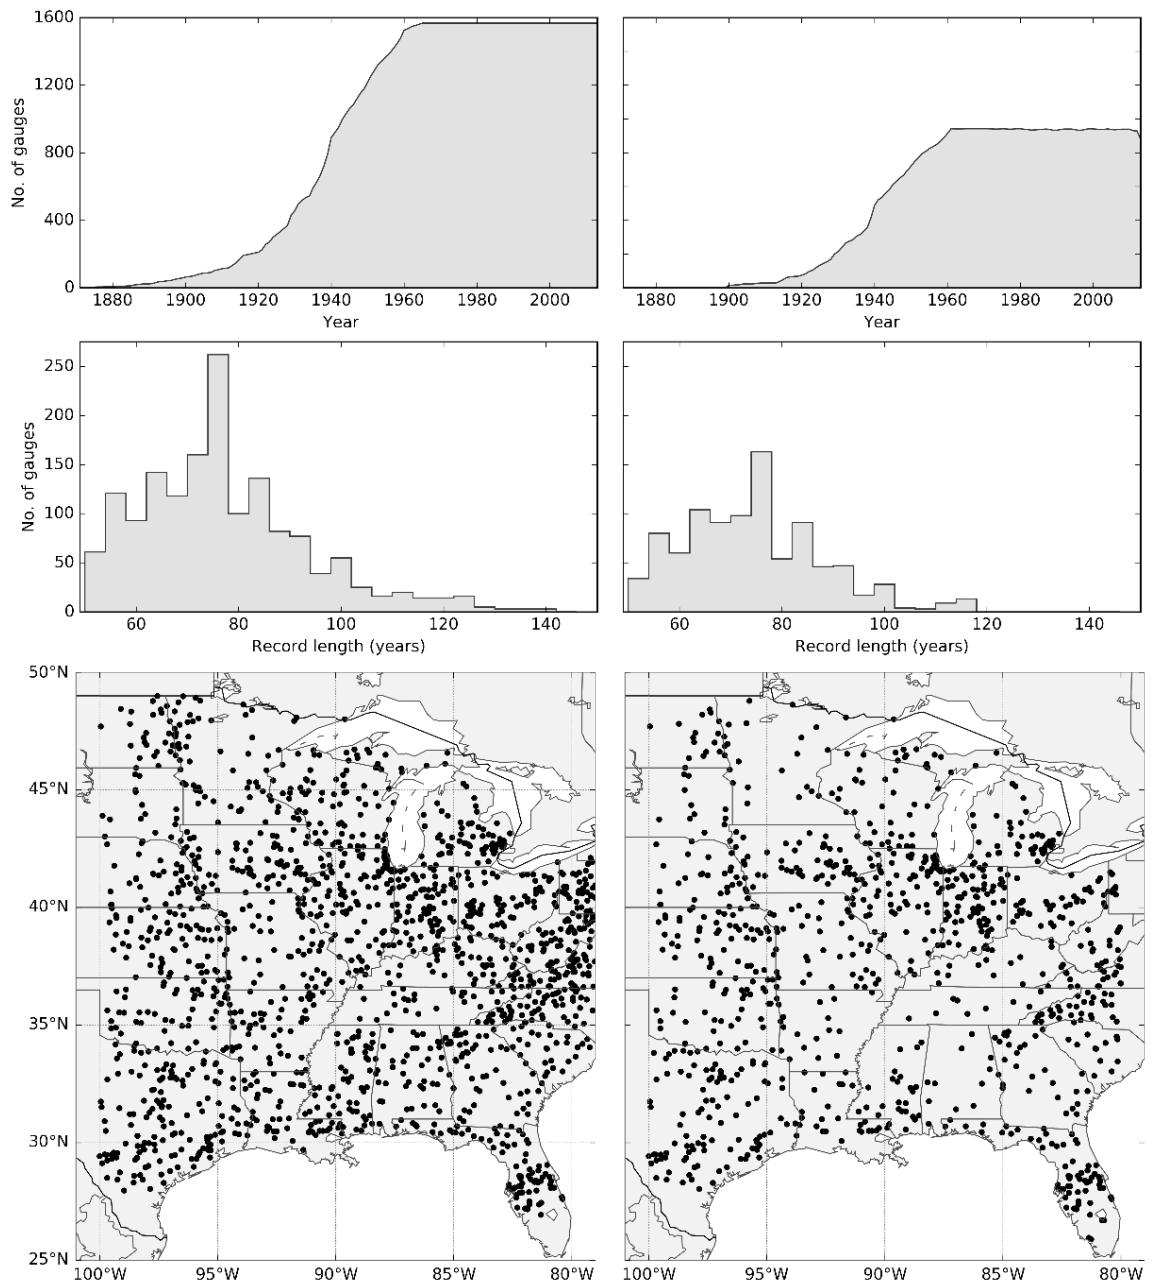 1600
1200
800
400
0
No. of gauges
1880 1900 1920 1940 1960 1980 2000
Year
1880 1900 1920 1940 1960 1980 2000
Year
250
200
150
100
50
0
No. of gauges
60 80 100 120 140
Record length (years)
60 80 100 120 140
Record length (years)
50°N
45°N
40°N
35°N
30°N
25°N
100°W 95°W 90°W 85°W 80°W
100°W 95°W 90°W 85°W 80°W